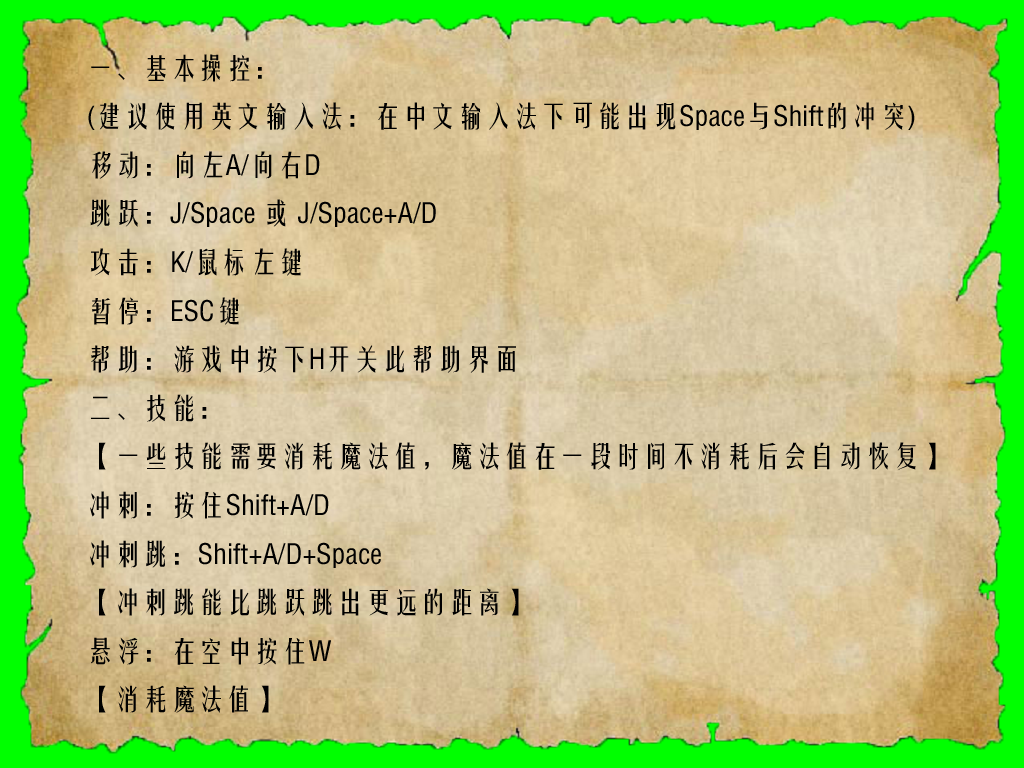 一、基本操控：
(建议使用英文输入法：在中文输入法下可能出现Space与Shift的冲突)
移动：向左A/向右D
跳跃：J/Space 或 J/Space+A/D
攻击：K/鼠标左键
暂停：ESC键
帮助：游戏中按下H开关此帮助界面
二、技能：
【一些技能需要消耗魔法值，魔法值在一段时间不消耗后会自动恢复】
冲刺：按住Shift+A/D
冲刺跳：Shift+A/D+Space
【冲刺跳能比跳跃跳出更远的距离】
悬浮：在空中按住W
【消耗魔法值】